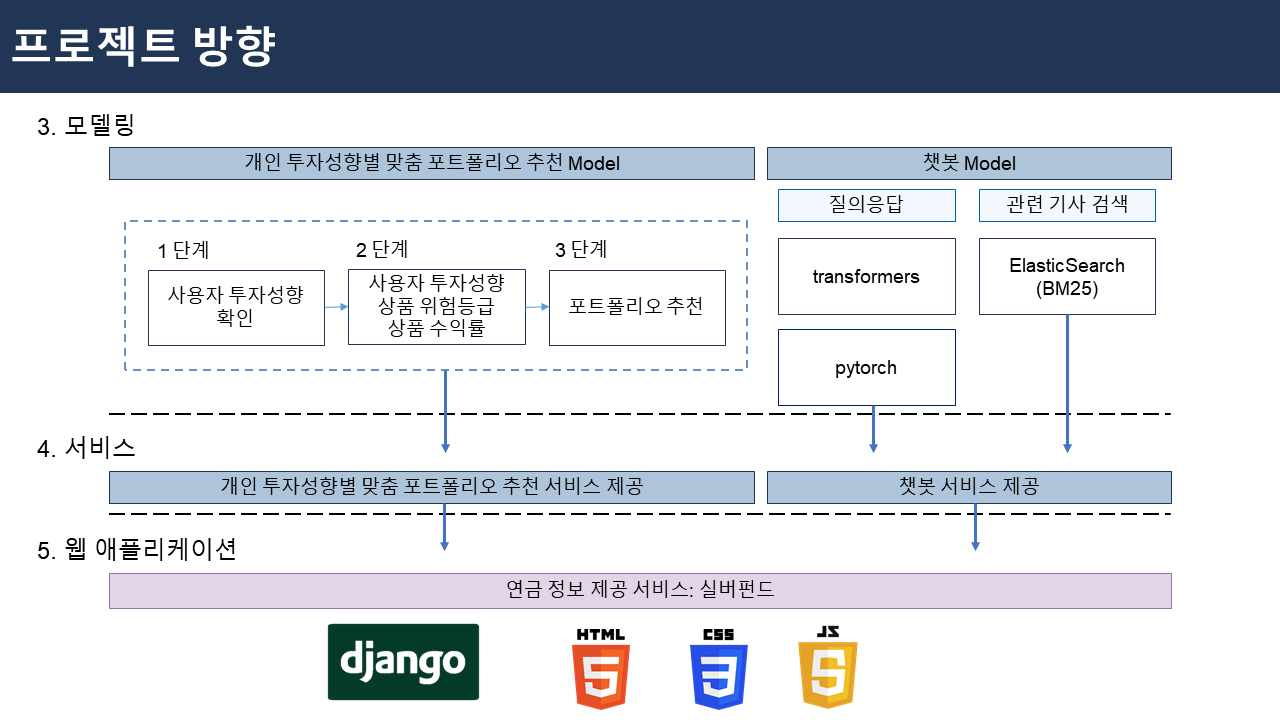 프로젝트 방향
3. 모델링
개인 투자성향별 맞춤 포트폴리오 추천 Model
챗봇 Model
질의응답
관련 기사 검색
1 단계
2 단계
3 단계
사용자 투자성향
확인
사용자 투자성향
상품 위험등급
상품 수익률
포트폴리오 추천
transformers
ElasticSearch
(BM25)
pytorch
4. 서비스
개인 투자성향별 맞춤 포트폴리오 추천 서비스 제공
챗봇 서비스 제공
5. 웹 애플리케이션
연금 정보 제공 서비스: 실버펀드
django
HTML
5
CSS
3
JS
5